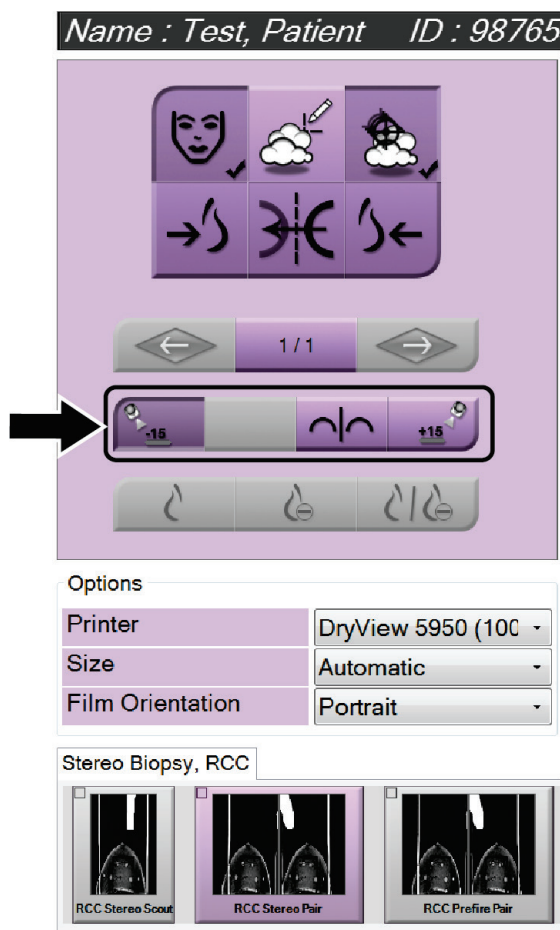 Name : Test, Patient ID : 98765
1 / 1
-15
+15
Options
Printer
DryView 5950 (100
Size
Automatic
Film Orientation
Portrait
Stereo Biopsy, RCC
RCC Stereo Scout
RCC Stereo Pair
RCC Prefire Pair